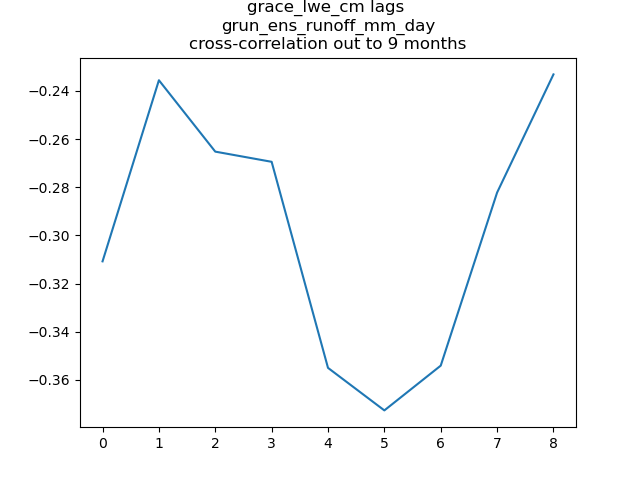 grace_lwe_cm lags
grun_ens_runoff_mm_day
cross-correlation out to 9 months
−0.24
−0.26
−0.28
−0.30
−0.32
−0.34
−0.36
0 1 2 3 4 5 6 7 8